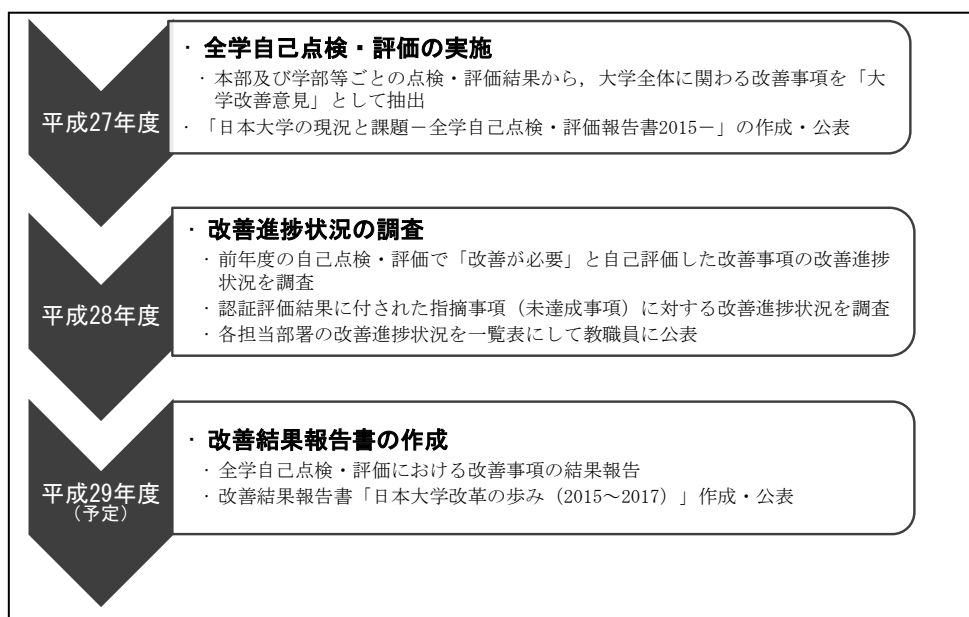 平成27年度
· 全学自己点検・評価の実施
· 本部及び学部等ごとの点検・評価結果から，大学全体に関わる改善事項を「大
学改善意見」として抽出
· 「日本大学の現況と課題－全学自己点検・評価報告書2015－」の作成・公表
平成28年度
· 改善進捗状況の調査
· 前年度の自己点検・評価で「改善が必要」と自己評価した改善事項の改善進捗
状況を調査
· 認証評価結果に付された指摘事項（未達成事項）に対する改善進捗状況を調査
· 各担当部署の改善進捗状況を一覧表にして教職員に公表
平成29年度
（予定）
· 改善結果報告書の作成
· 全学自己点検・評価における改善事項の結果報告
· 改善結果報告書「日本大学改革の歩み（2015～2017）」作成・公表